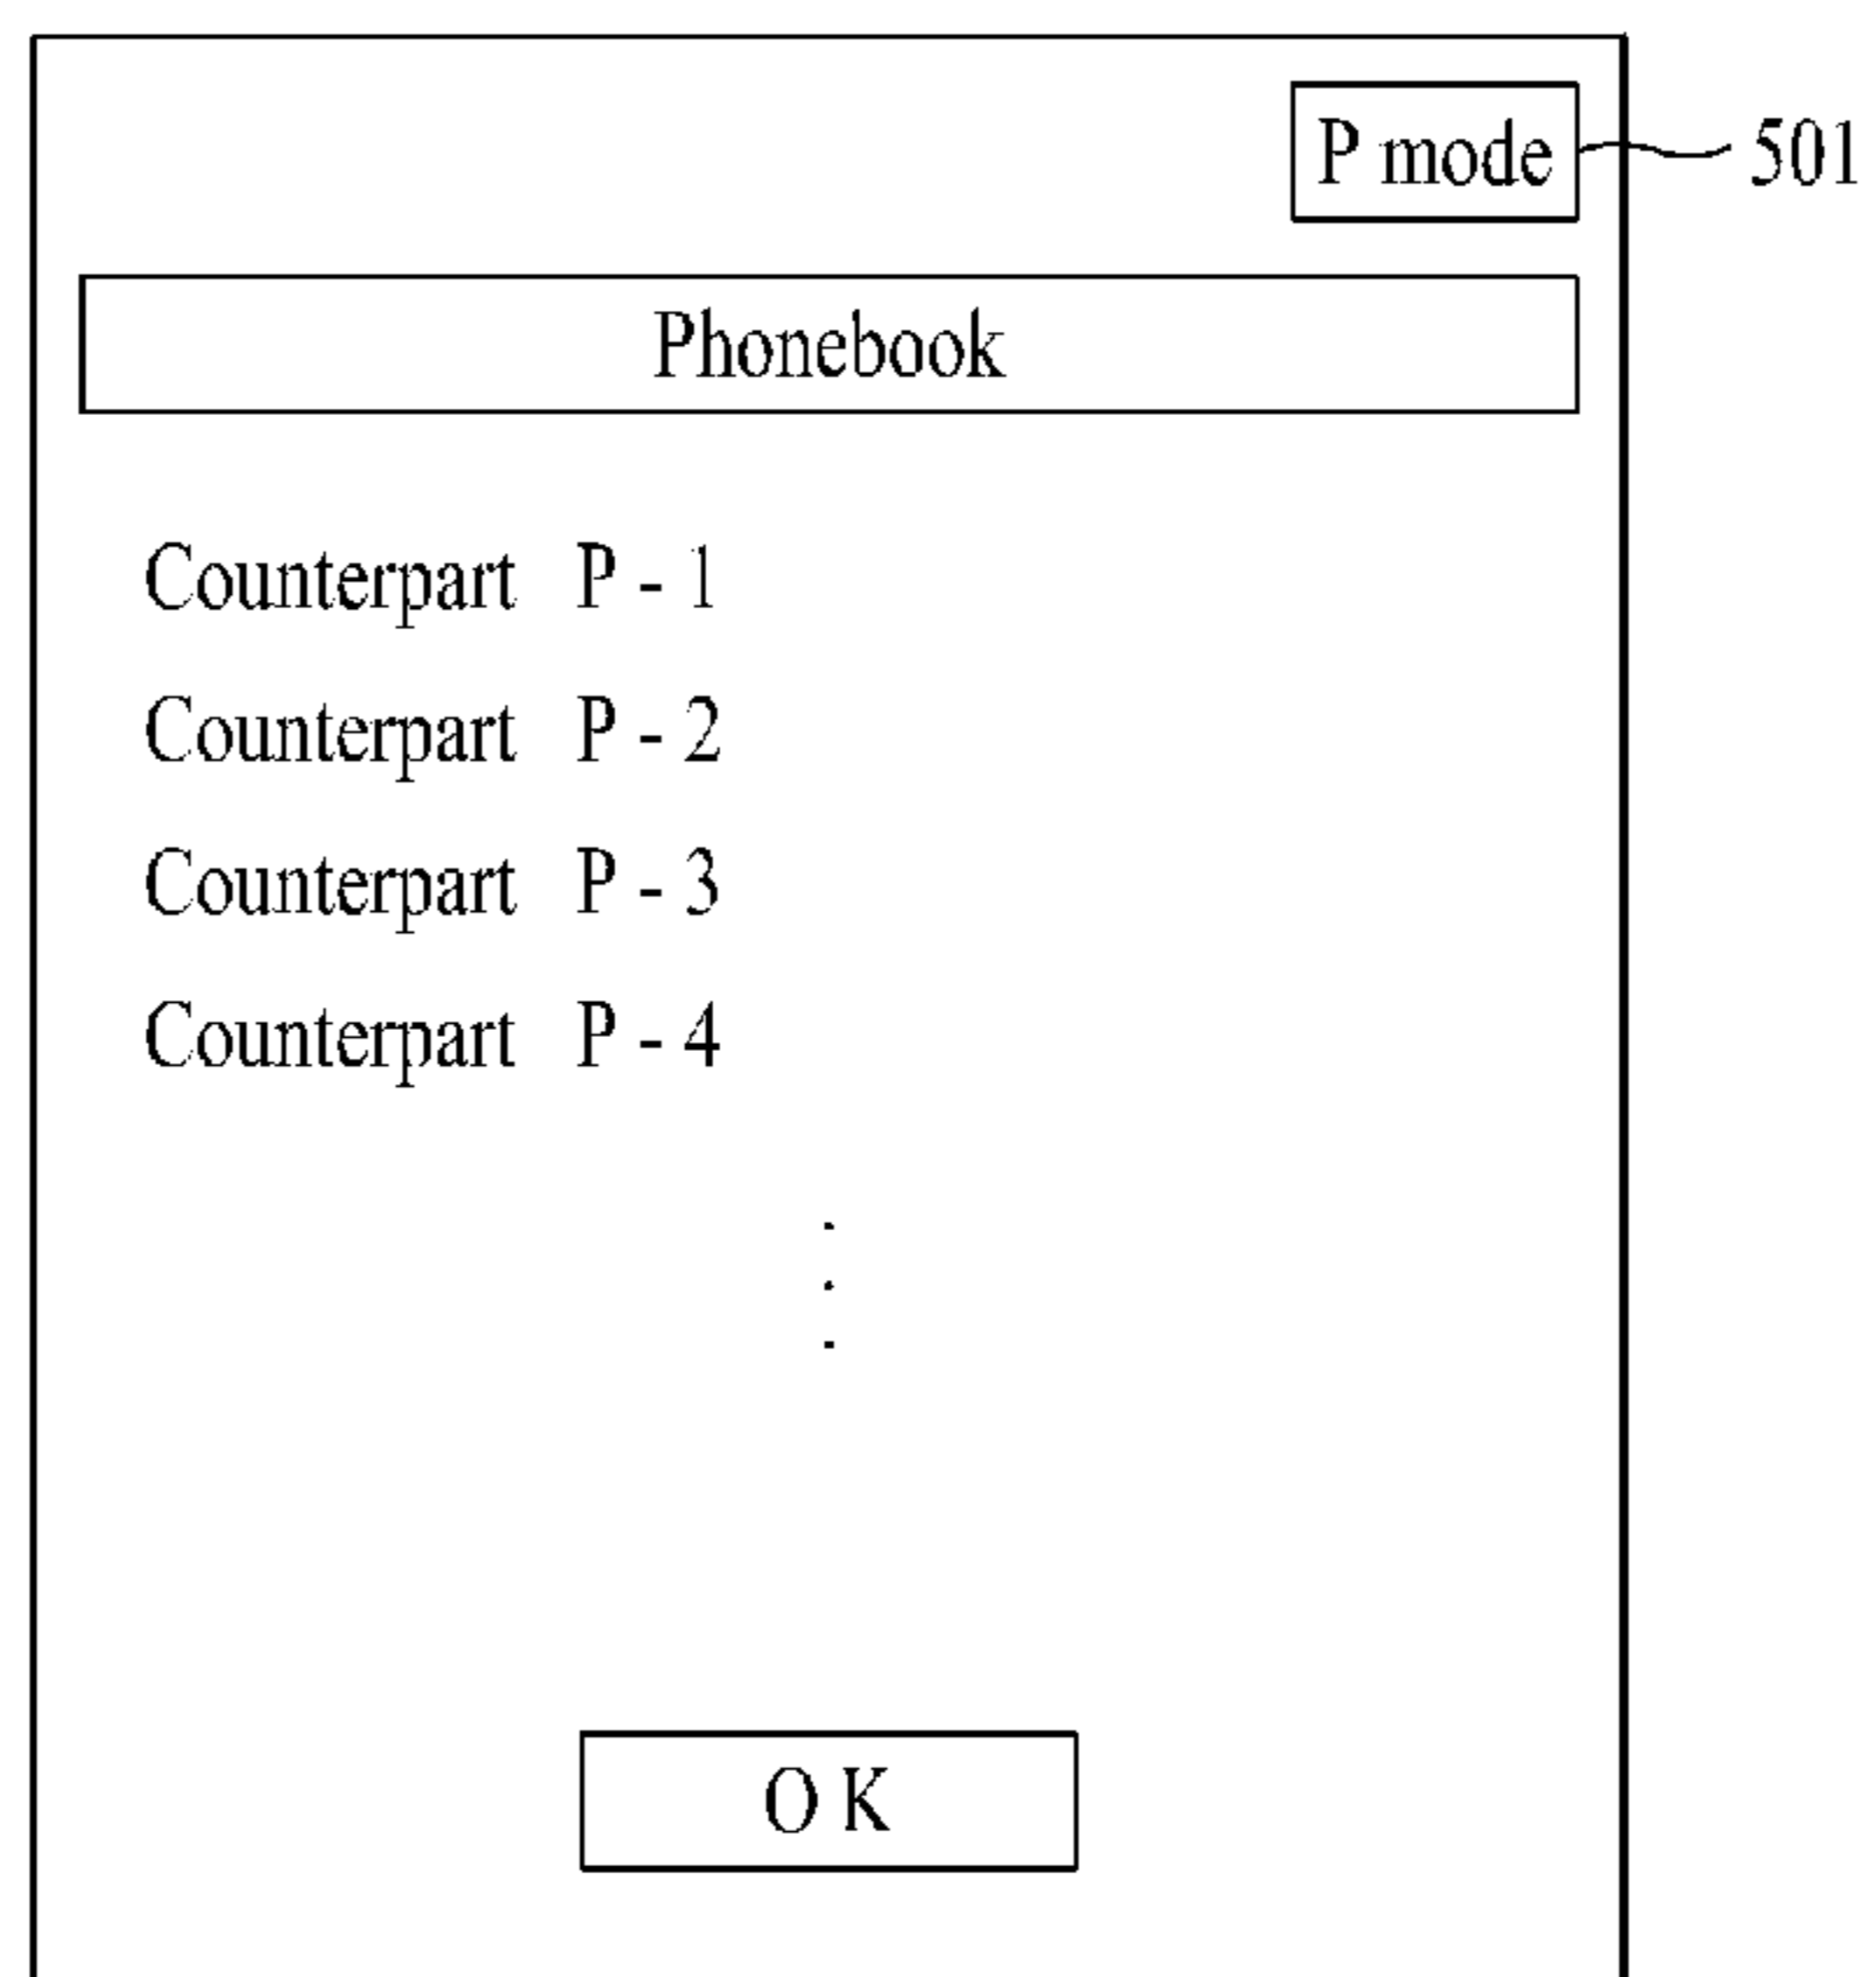 P mode 501
Phonebook
Counterpart P - 1
Counterpart P - 2
Counterpart P - 3
Counterpart P - 4
O K